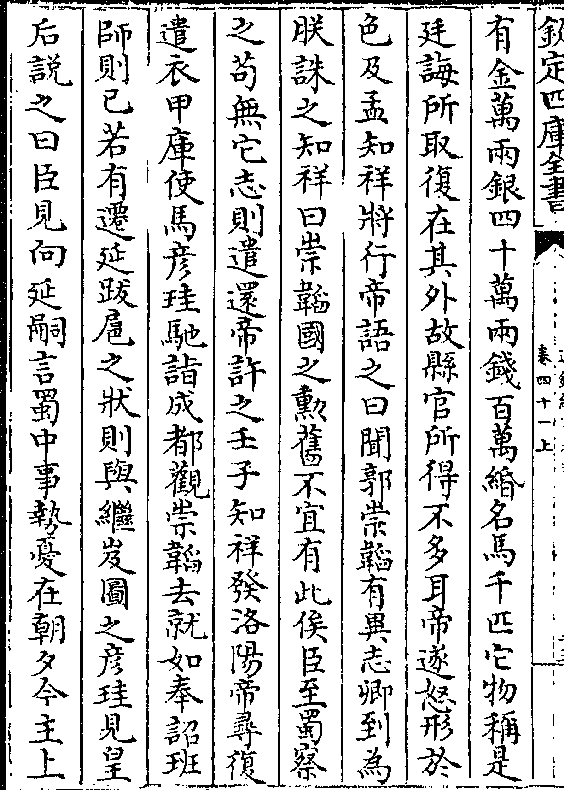 欽定四庫全書
卷四十一上
有金萬兩銀四十萬兩錢百萬緡名馬千匹它物稱是
廷誨所取復在其外故縣官所得不多耳帝遂怒形於
色及孟知祥將行帝語之曰聞郭崇韜有異志卿到為
朕誅之知祥曰崇韜國之勲舊不宜有此俟臣至蜀察
之茍無它志則遣還帝許之壬子知祥發洛陽帝尋復
遣衣甲庫使馬彦珪馳詣成都觀崇韜去就如奉詔班
師則已若有遷延跋扈之狀則與繼岌圖之彦珪見皇
后説之曰臣見向延嗣言蜀中事勢憂在朝夕今主上